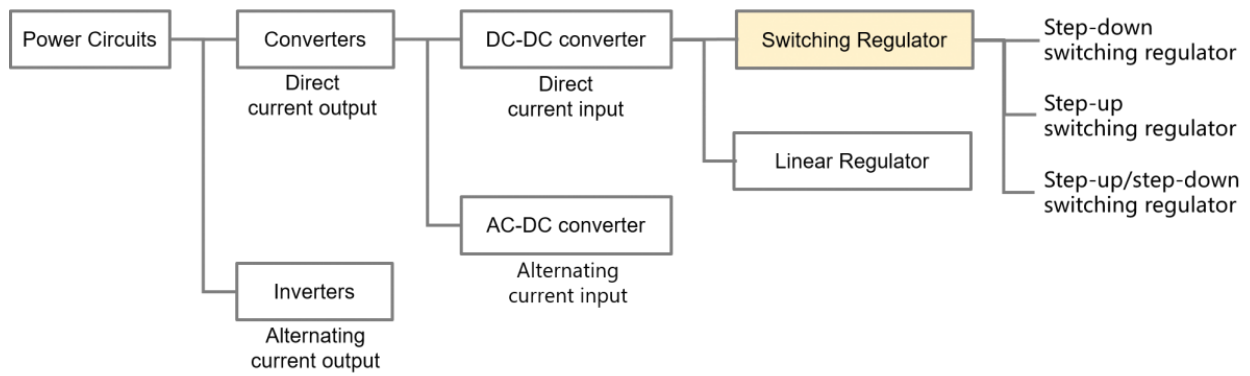 Power Circuits
Converters
Direct
current output
Inverters
Alternating
current output
DC-DC converter
Direct
current input
AC-DC converter
Alternating
current input
Switching Regulator
Linear Regulator
Step-down
switching regulator
Step-up
switching regulator
Step-up/step-down
switching regulator